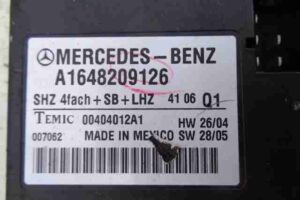 MERCEDES-BENZ
A1648209126
SHZ 4fach+SB+LHZ 41 06 01
TEMIC 00404012A1 HW 26/04
007062 MADE IN MEXICO SW 28/05